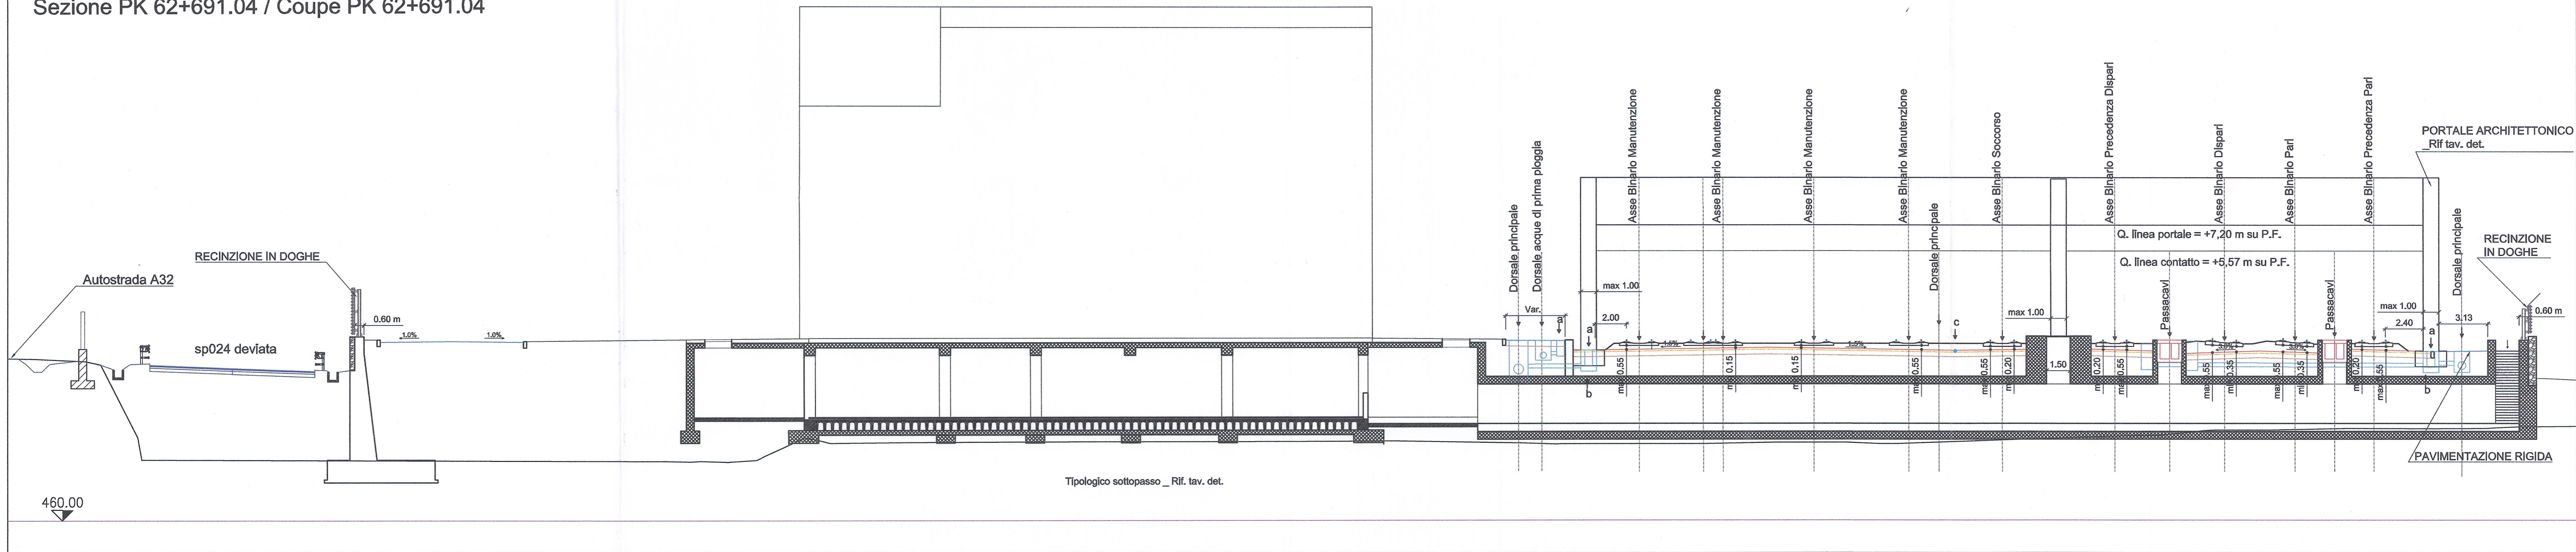 Sezione PK 62+691.04 / Coupe PK 62+691.04
Autostrada A32
RECINZIONE IN DOGHE
0.60 m
1.0%
1.0%
sp024 deviata
460.00
Tipologico sottopasso _ Rif. tav. det.
Dorsale principale
Dorsale acque di prima pioggia
Var.
a
a
b
max 1.00
2.00
Asse Binario Manutenzione
Asse Binario Manutenzione
Asse Binario Manutenzione
Asse Binario Manutenzione
Dorsale principale
Asse Binario Soccorso
c
max 1.00
1.50
Asse Binario Precedenza Dispari
Passacavi
Asse Binario Dispari
Asse Binario Pari
Passacavi
Asse Binario Precedenza Pari
Q. linea portale = +7,20 m su P.F.
Q. linea contatto = +5,57 m su P.F.
max 1.00
2.40
a
b
3.13
Dorsale principale
PORTALE ARCHITETTONICO
_Rif tav. det.
RECINZIONE
IN DOGHE
0.60 m
PAVIMENTAZIONE RIGIDA